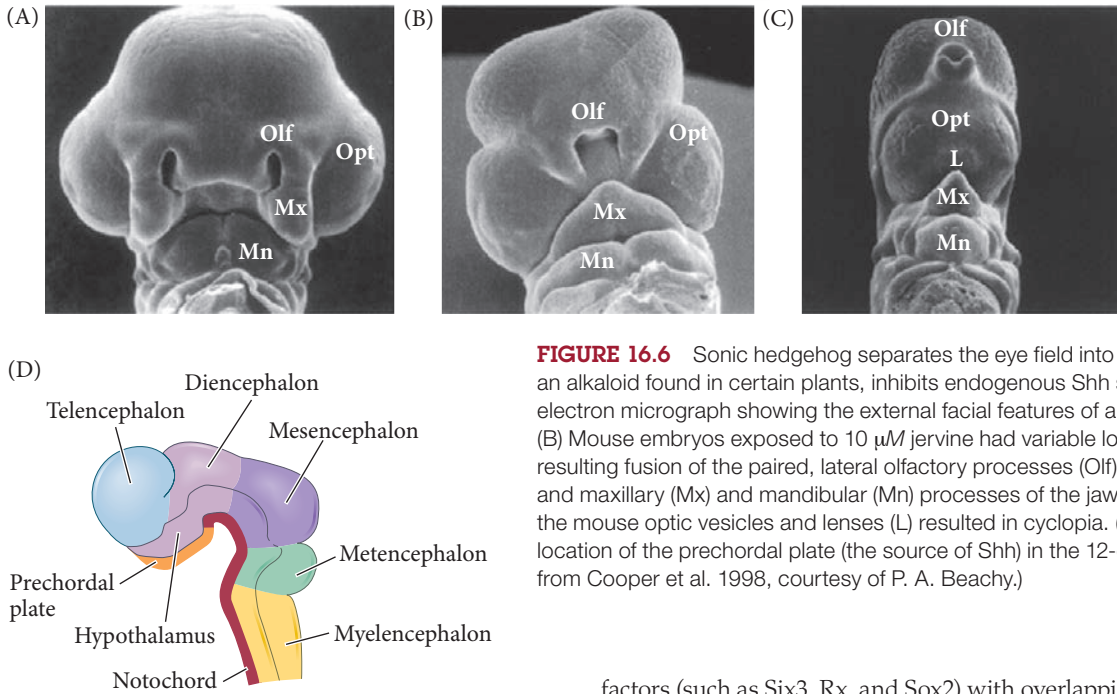 (A)
Olf
Opt
Mx
Mn
(B)
Olf
Opt
Mx
Mn
(C)
Olf
Opt
L
Mx
Mn
(D)
Diencephalon
Telencephalon
Mesencephalon
Metencephalon
Prechordal
plate
Hypothalamus
Myelencephalon
Notochord
FIGURE 16.6 Sonic hedgehog separates the eye field into
an alkaloid found in certain plants, inhibits endogenous Shh
electron micrograph showing the external facial features of a
(B) Mouse embryos exposed to 10 μM jervine had variable lo
resulting fusion of the paired, lateral olfactory processes (Olf)
and maxillary (Mx) and mandibular (Mn) processes of the jaw
the mouse optic vesicles and lenses (L) resulted in cyclopia. (
location of the prechordal plate (the source of Shh) in the 12-
from Cooper et al. 1998, courtesy of P. A. Beachy.)
factors (such as Six3, Rx, and Sox2) with overlappi